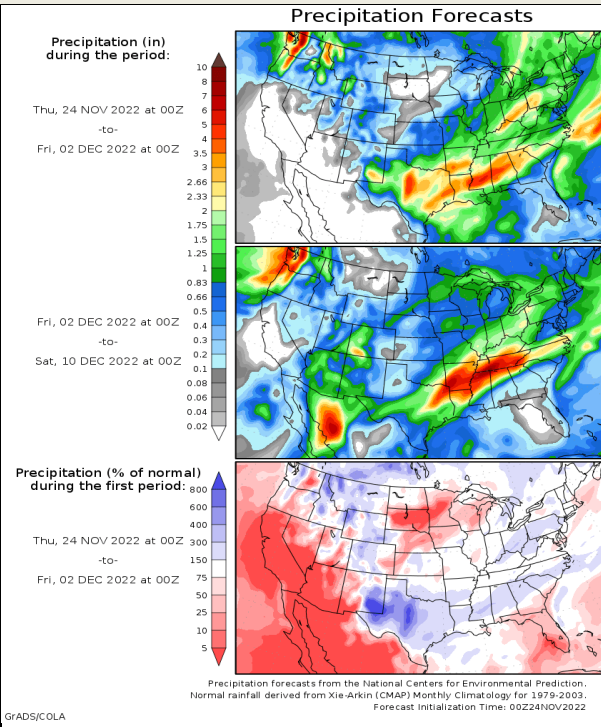 Precipitation Forecasts
Precipitation (in)
during the period:
Thu, 24 NOV 2022 at 00Z
-to-
Fri, 02 DEC 2022 at 00Z
10
8
7
6
5
4
3.5
3
2.66
2.33
2
1.75
1.5
1.25
1
0.83
0.66
0.5
0.4
0.3
0.2
0.1
0.08
0.06
0.04
0.02
Fri, 02 DEC 2022 at 00Z
-to-
Sat, 10 DEC 2022 at 00Z
Precipitation (% of normal)
during the first period:
Thu, 24 NOV 2022 at 00Z
-to-
Fri, 02 DEC 2022 at 00Z
800
600
400
300
150
75
50
25
10
5
Precipitation forecasts from the National Centers for Environmental Prediction.
Normal rainfall derived from Xie-Arkin (CMAP) Monthly Climatology for 1979-2003.
Forecast Initialization Time: 00Z24NOV2022
GrADS/COLA